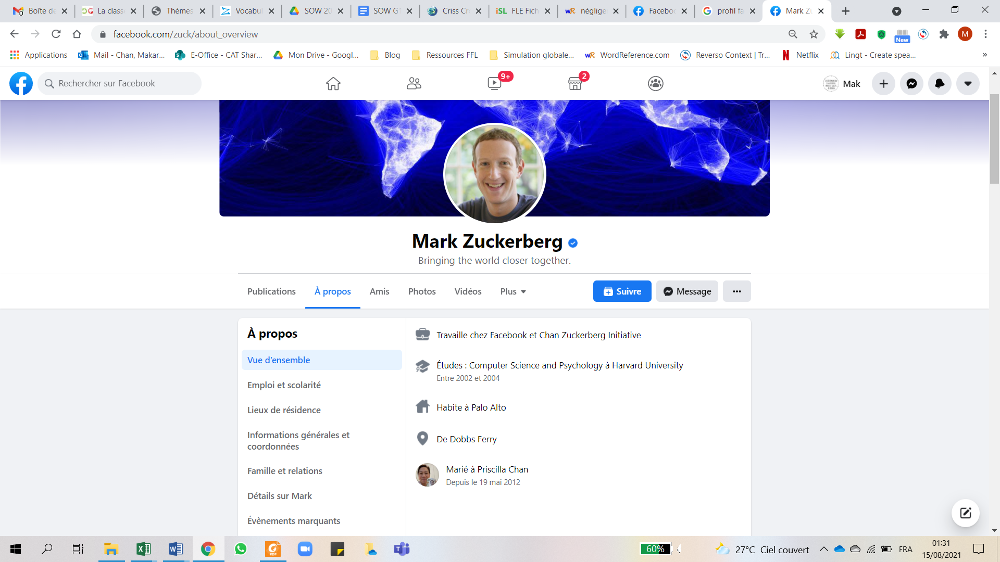 Boîte de
La class
Thèmes
Vocabul
SOW 20
SOW G1
Criss Cr
FLE Fich
néglige
Faceboo
profil fa
Mark Zu
facebook.com/zuck/about_overview
New
M
Applications
Mail - Chan, Makar...
E-Office - CAT Shar...
Mon Drive - Googl...
Blog
Ressources FFL
Simulation globale...
WordReference.com
Reverso Context | Tr...
Netflix
Lingt - Create spea...
»
Rechercher sur Facebook
9+
2
Mak
Mark Zuckerberg
Bringing the world closer together.
Publications
À propos
Amis
Photos
Vidéos
Plus
Suivre
Message
À propos
Vue d'ensemble
Emploi et scolarité
Lieux de résidence
Informations générales et
coordonnées
Famille et relations
Détails sur Mark
Évènements marquants
Travaille chez Facebook et Chan Zuckerberg Initiative
Études : Computer Science and Psychology à Harvard University
Entre 2002 et 2004
Habite à Palo Alto
De Dobbs Ferry
Marié à Priscilla Chan
Depuis le 19 mai 2012
60%
27°C Ciel couvert
FRA
01:31
15/08/2021